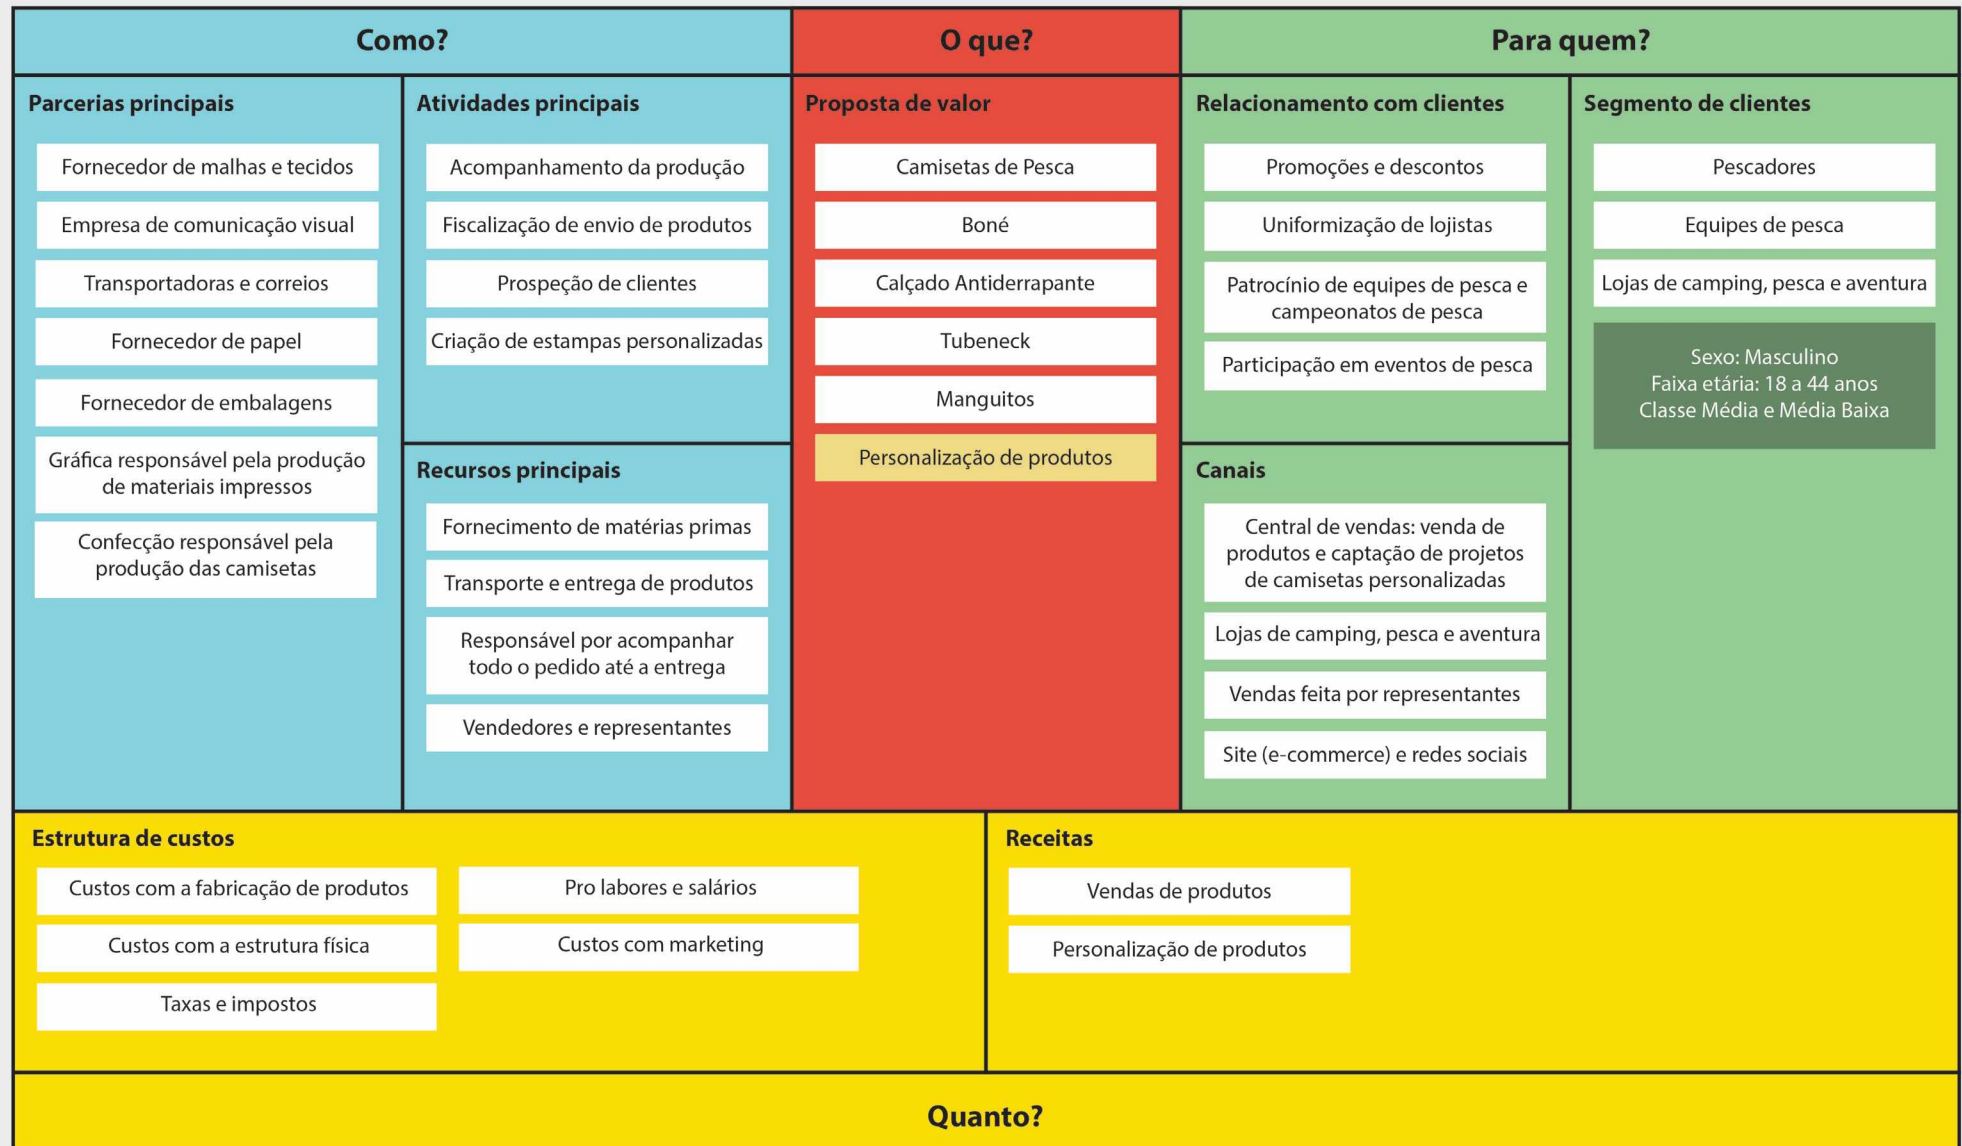 Como?
O que?
Para quem?
Parcerias principais
Fornecedor de malhas e tecidos
Empresa de comunicação visual
Transportadoras e correios
Fornecedor de papel
Fornecedor de embalagens
Gráfica responsável pela produção
de materiais impressos
Confecção responsável pela
produção das camisetas
Atividades principais
Acompanhamento da produção
Fiscalização de envio de produtos
Prospeção de clientes
Criação de estampas personalizadas
Recursos principais
Fornecimento de matérias primas
Transporte e entrega de produtos
Responsável por acompanhar
todo o pedido até a entrega
Vendedores e representantes
Proposta de valor
Camisetas de Pesca
Boné
Calçado Antiderrapante
Tubeneck
Manguitos
Personalização de produtos
Relacionamento com clientes
Promoções e descontos
Uniformização de lojistas
Patrocínio de equipes de pesca e
campeonatos de pesca
Participação em eventos de pesca
Canais
Central de vendas: venda de
produtos e captação de projetos
de camisetas personalizadas
Lojas de camping, pesca e aventura
Vendas feita por representantes
Site (e-commerce) e redes sociais
Segmento de clientes
Pescadores
Equipes de pesca
Lojas de camping, pesca e aventura
Sexo: Masculino
Faixa etária: 18 a 44 anos
Classe Média e Média Baixa
Estrutura de custos
Custos com a fabricação de produtos
Custos com a estrutura física
Taxas e impostos
Pro labores e salários
Custos com marketing
Receitas
Vendas de produtos
Personalização de produtos
Quanto?